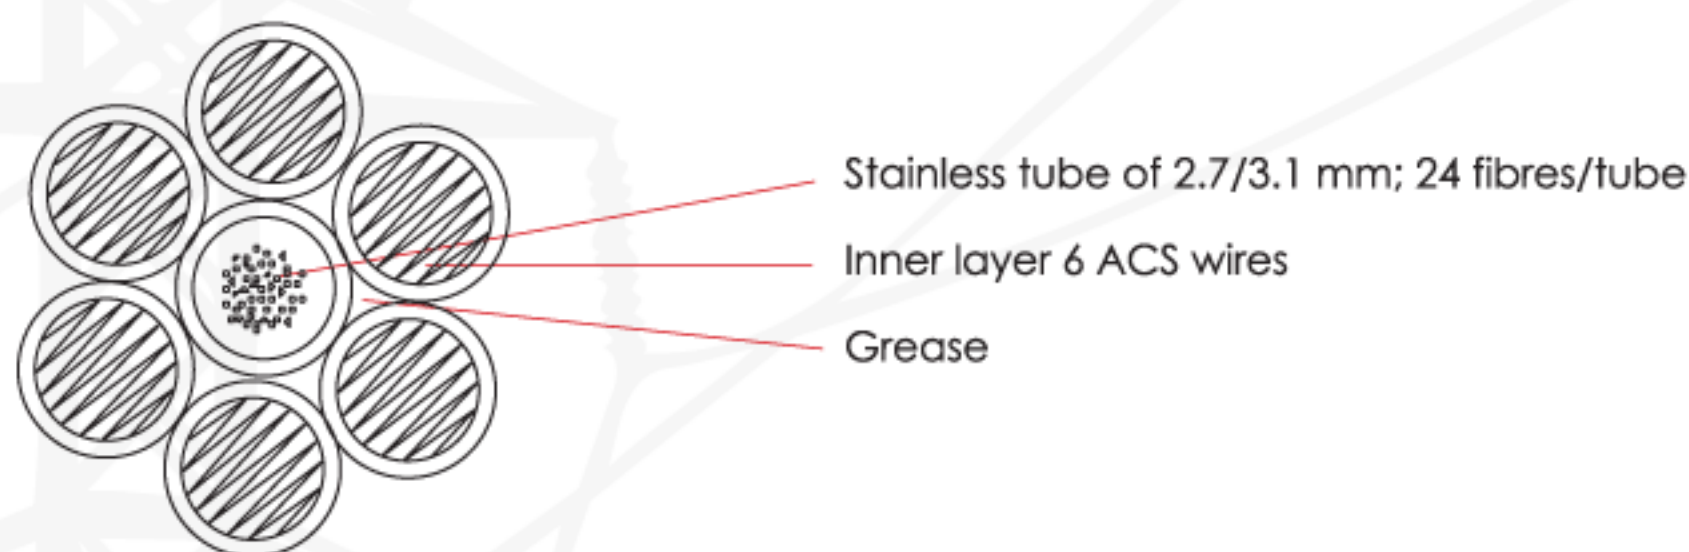 Stainless tube of 2.7/3.1 mm; 24 fibres/tube
Inner layer 6 ACS wires
Grease